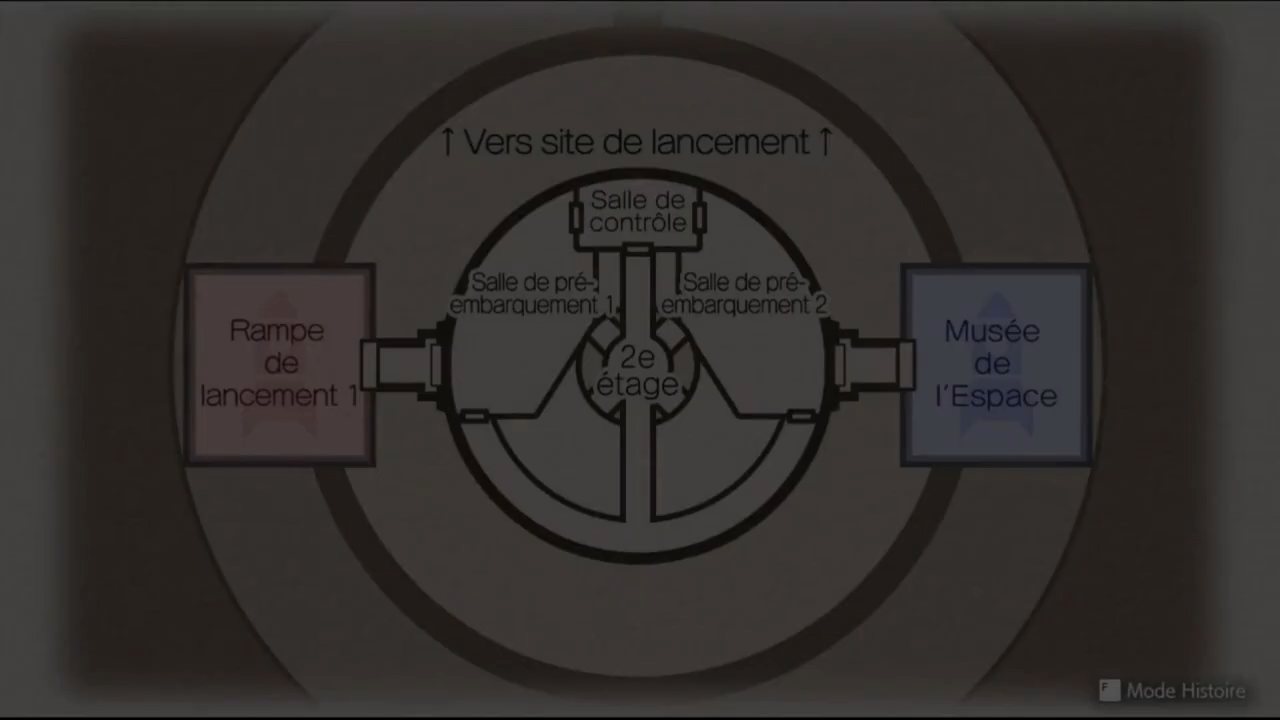 ↑ Vers site de lancement ↑
Salle de
contrôle
Salle de pré-
embarquement 1
Salle de pré-
embarquement 2
Rampe
de
lancement 1
2e
étage
Musée
de
l'Espace
F Mode Histoire